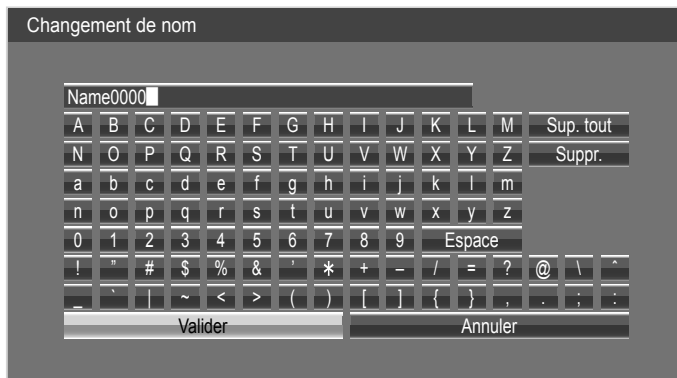 Changement de nom
Name0000
A B C D E F G H I J K L M Sup. tout
N O P Q R S T U V W X Y Z Suppr.
a b c d e f g h i j k l m
n o p q r s t u v w x y z
0 1 2 3 4 5 6 7 8 9 Espace
! " # $ % & ' * + – / = ? @ \ ^
_ ` | ~ < > ( ) [ ] { } , . ; :
Valider Annuler